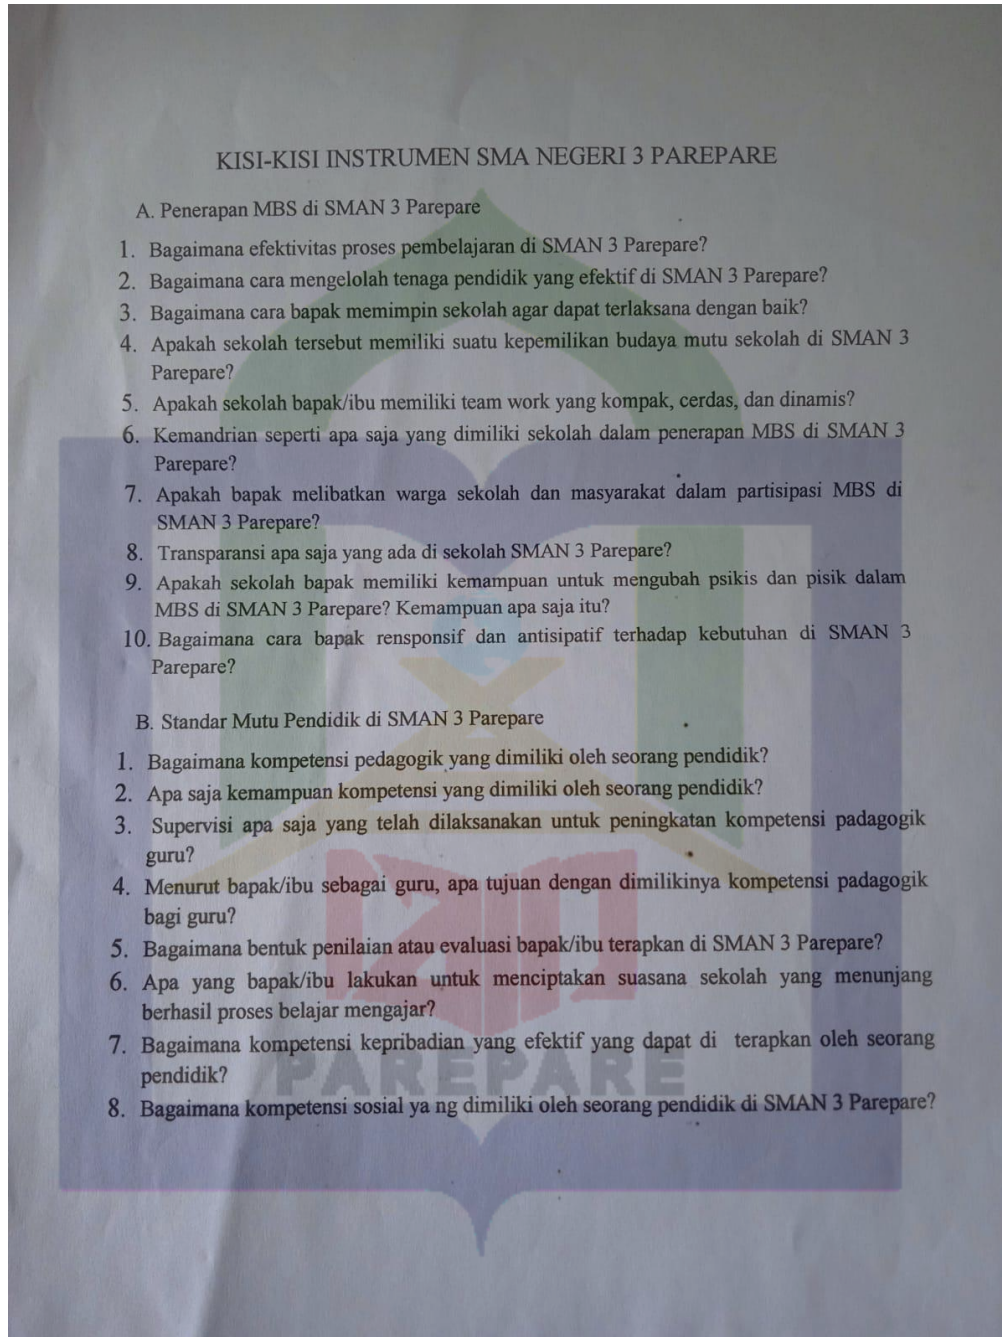 KISI-KISI INSTRUMEN SMA NEGERI 3 PAREPARE
A. Penerapan MBS di SMAN 3 Parepare
1. Bagaimana efektivitas proses pembelajaran di SMAN 3 Parepare?
2. Bagaimana cara mengelolah tenaga pendidik yang efektif di SMAN 3 Parepare?
3. Bagaimana cara bapak memimpin sekolah agar dapat terlaksana dengan baik?
4. Apakah sekolah tersebut memiliki suatu kepemilikan budaya mutu sekolah di SMAN 3
Parepare?
5. Apakah sekolah bapak/ibu memiliki team work yang kompak, cerdas, dan dinamis?
6. Kemandrian seperti apa saja yang dimiliki sekolah dalam penerapan MBS di SMAN 3
Parepare?
7. Apakah bapak melibatkan warga sekolah dan masyarakat dalam partisipasi MBS di
SMAN 3 Parepare?
8. Transparansi apa saja yang ada di sekolah SMAN 3 Parepare?
9. Apakah sekolah bapak memiliki kemampuan untuk mengubah psikis dan pisik dalam
MBS di SMAN 3 Parepare? Kemampuan apa saja itu?
10. Bagaimana cara bapak rensponsif dan antisipatif terhadap kebutuhan di SMAN 3
Parepare?
B. Standar Mutu Pendidik di SMAN 3 Parepare
1. Bagaimana kompetensi pedagogik yang dimiliki oleh seorang pendidik?
2. Apa saja kemampuan kompetensi yang dimiliki oleh seorang pendidik?
3. Supervisi apa saja yang telah dilaksanakan untuk peningkatan kompetensi padagogik
guru?
4. Menurut bapak/ibu sebagai guru, apa tujuan dengan dimilikinya kompetensi padagogik
bagi guru?
5. Bagaimana bentuk penilaian atau evaluasi bapak/ibu terapkan di SMAN 3 Parepare?
6. Apa yang bapak/ibu lakukan untuk menciptakan suasana sekolah yang menunjang
berhasil proses belajar mengajar?
7. Bagaimana kompetensi kepribadian yang efektif yang dapat di terapkan oleh seorang
pendidik?
PAREPARE
8. Bagaimana kompetensi sosial ya ng dimiliki oleh seorang pendidik di SMAN 3 Parepare?